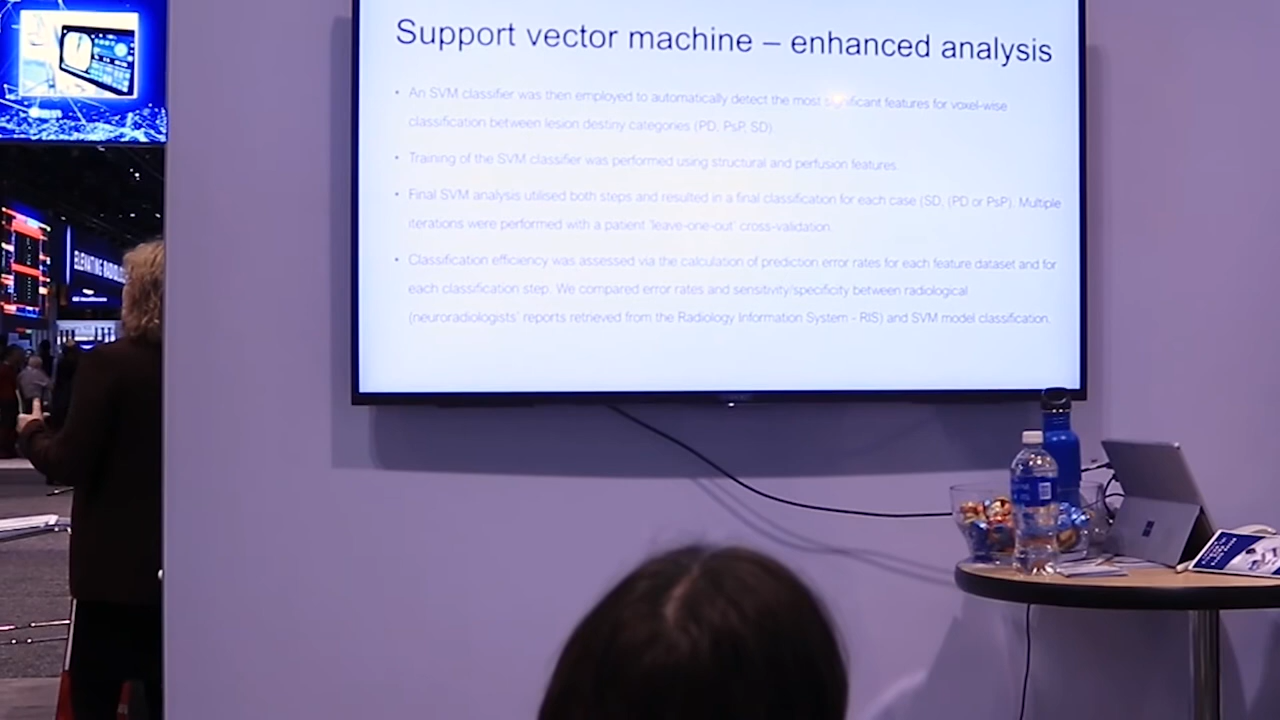 Support vector machine – enhanced analysis
• An SVM classifier was then employed to automatically detect the most significant features for voxel-wise
classification between lesion destiny categories (PD, PsP, SD).
• Training of the SVM classifier was performed using structural and perfusion features.
• Final SVM analysis utilised both steps and resulted in a final classification for each case (SD, (PD or PsP). Multiple
iterations were performed with a patient 'leave-one-out' cross-validation.
• Classification efficiency was assessed via the calculation of prediction error rates for each feature dataset and for
each classification step. We compared error rates and sensitivity/specificity between radiological
(neuroradiologists' reports retrieved from the Radiology Information System - RIS) and SVM model classification.
ELEVATING